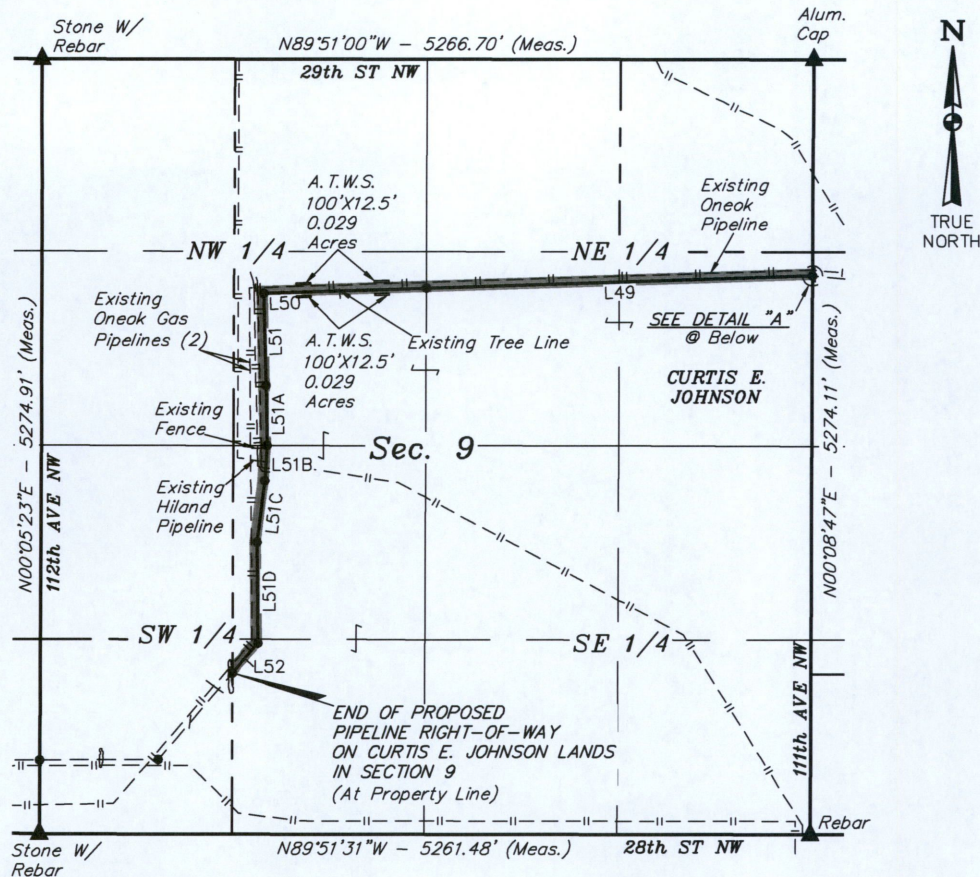 Stone W/
Rebar
N89°51'00"W - 5266.70' (Meas.)
29th ST NW
Alum.
Cap
N
TRUE
NORTH
A.T.W.S.
100'X12.5'
0.029
Acres
Existing
Oneok
Pipeline
NW 1/4
NE 1/4
Existing
Oneok Gas
Pipelines (2)
L50
L49
L51
SEE DETAIL "A"
@ Below
A.T.W.S.
100'X12.5'
0.029
Acres
Existing Tree Line
CURTIS E.
JOHNSON
L51A
Existing
Fence
Sec. 9
L51B
Existing
Hiland
Pipeline
L51C
N00°05'23"E - 5274.91' (Meas.)
112th AVE NW
N00°08'47"E - 5274.11' (Meas.)
111th AVE NW
L51D
SW 1/4
SE 1/4
L52
END OF PROPOSED
PIPELINE RIGHT-OF-WAY
ON CURTIS E. JOHNSON LANDS
IN SECTION 9
(At Property Line)
Stone W/
Rebar
N89°51'31"W - 5261.48' (Meas.)
28th ST NW
Rebar